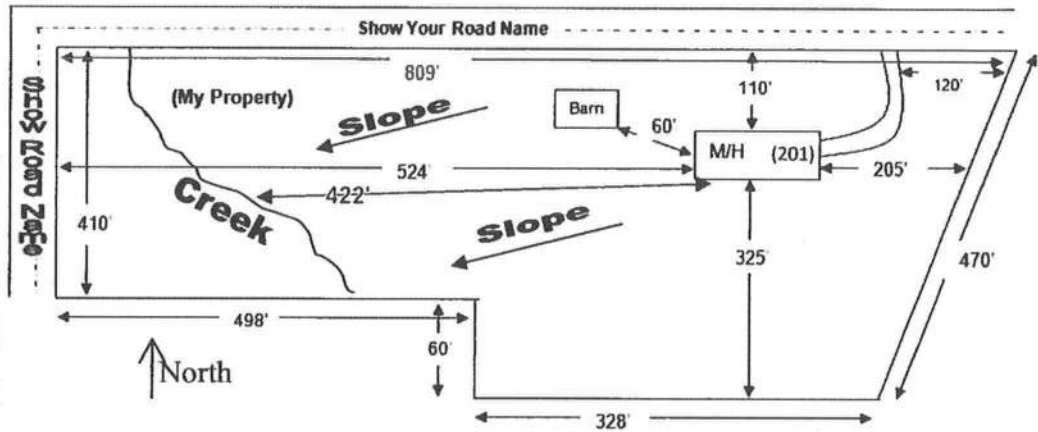 Show Your Road Name
Show Road Name
809'
120'
110'
(My Property)
Slope
Barn
60'
M/H (201)
524'
205'
422'
Creek
410'
Slope
325'
470'
498'
60'
North
328'